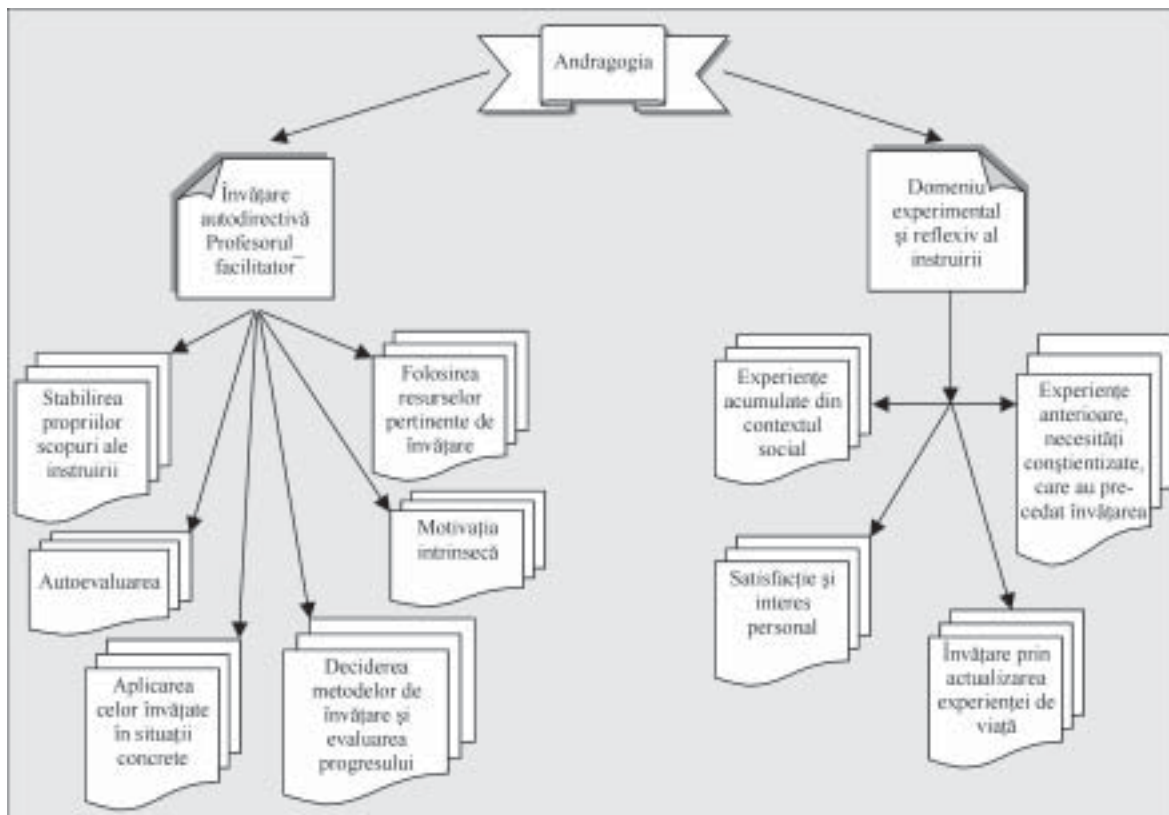 Andragogia
Învățare
autodirectivă
Profesorul
facilitator
Domeniu
experimental
și reflexiv al
instruirii
Stabilirea
propriilor
scopuri ale
instruirii
Folosirea
resurselor
pertinente de
învățare
Autoevaluarea
Motivația
intrinsecă
Aplicarea
celor învățate
în situații
concrete
Deciderea
metodelor de
învățare și
evaluarea
progresului
Experiențe
acumulate din
contextul
social
Experiențe
anterioare,
necesități
conștientizate,
care au pre-
cedat învățarea
Satisfacție și
interes
personal
Învățare prin
actualizarea
experienței de
viață